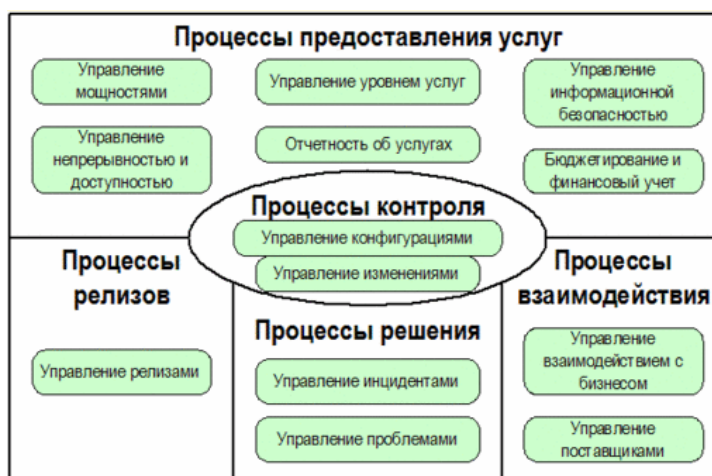 Процессы предоставления услуг
Управление
мощностями
Управление уровнем услуг
Управление
информационной
безопасностью
Управление
непрерывностью и
доступностью
Отчетность об услугах
Бюджетирование и
финансовый учет
Процессы контроля
Управление конфигурациями
Управление изменениями
Процессы
релизов
Управление релизами
Процессы решения
Управление инцидентами
Управление проблемами
Процессы
взаимодействия
Управление
взаимодействием с
бизнесом
Управление
поставщиками